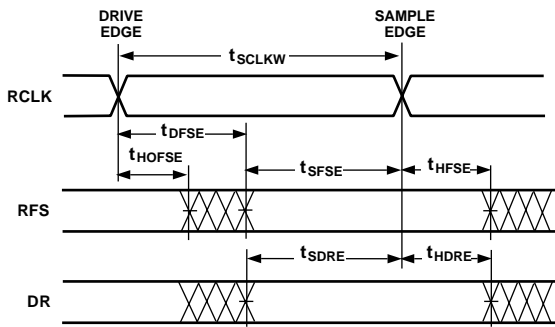 DRIVE EDGE
SAMPLE EDGE
tSCLKW
RCLK
tDFSE
tHOFSE
tSFSE
tHFSE
RFS
tSDRE
tHDRE
DR